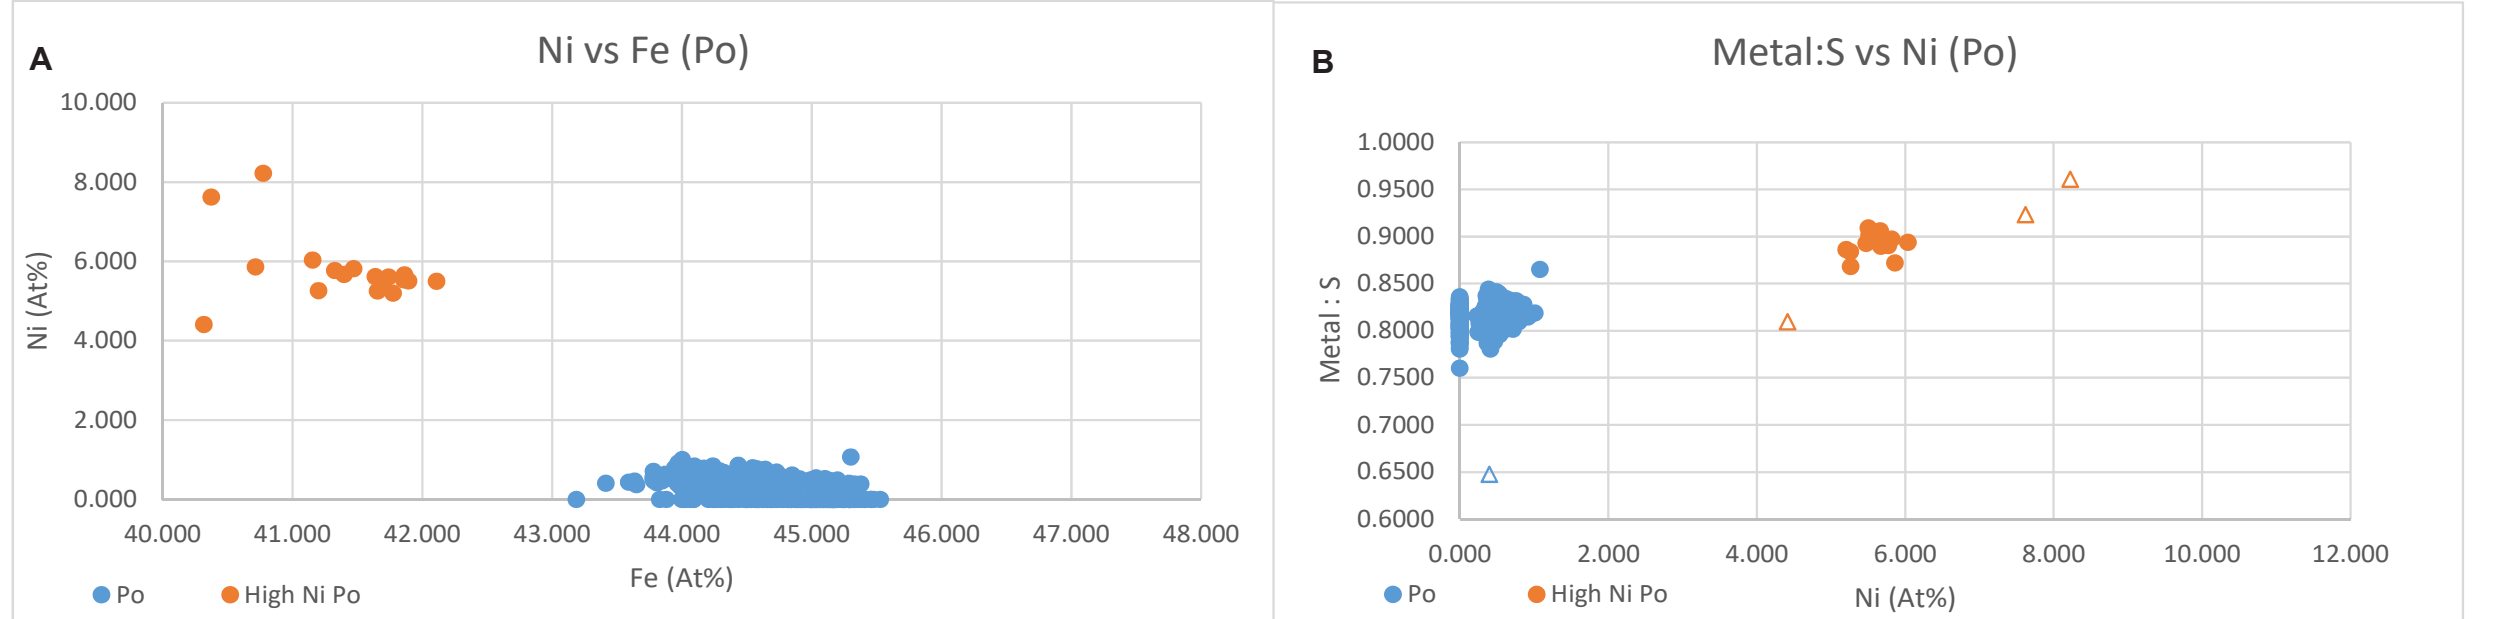 A
Ni vs Fe (Po)
10.000
8.000
6.000
4.000
2.000
0.000
Ni (At%)
40.000 41.000 42.000 43.000 44.000 45.000 46.000 47.000 48.000
Fe (At%)
Po High Ni Po
B
Metal:S vs Ni (Po)
1.0000
0.9500
0.9000
0.8500
0.8000
0.7500
0.7000
0.6500
0.6000
Metal : S
0.000 2.000 4.000 6.000 8.000 10.000 12.000
Ni (At%)
Po High Ni Po